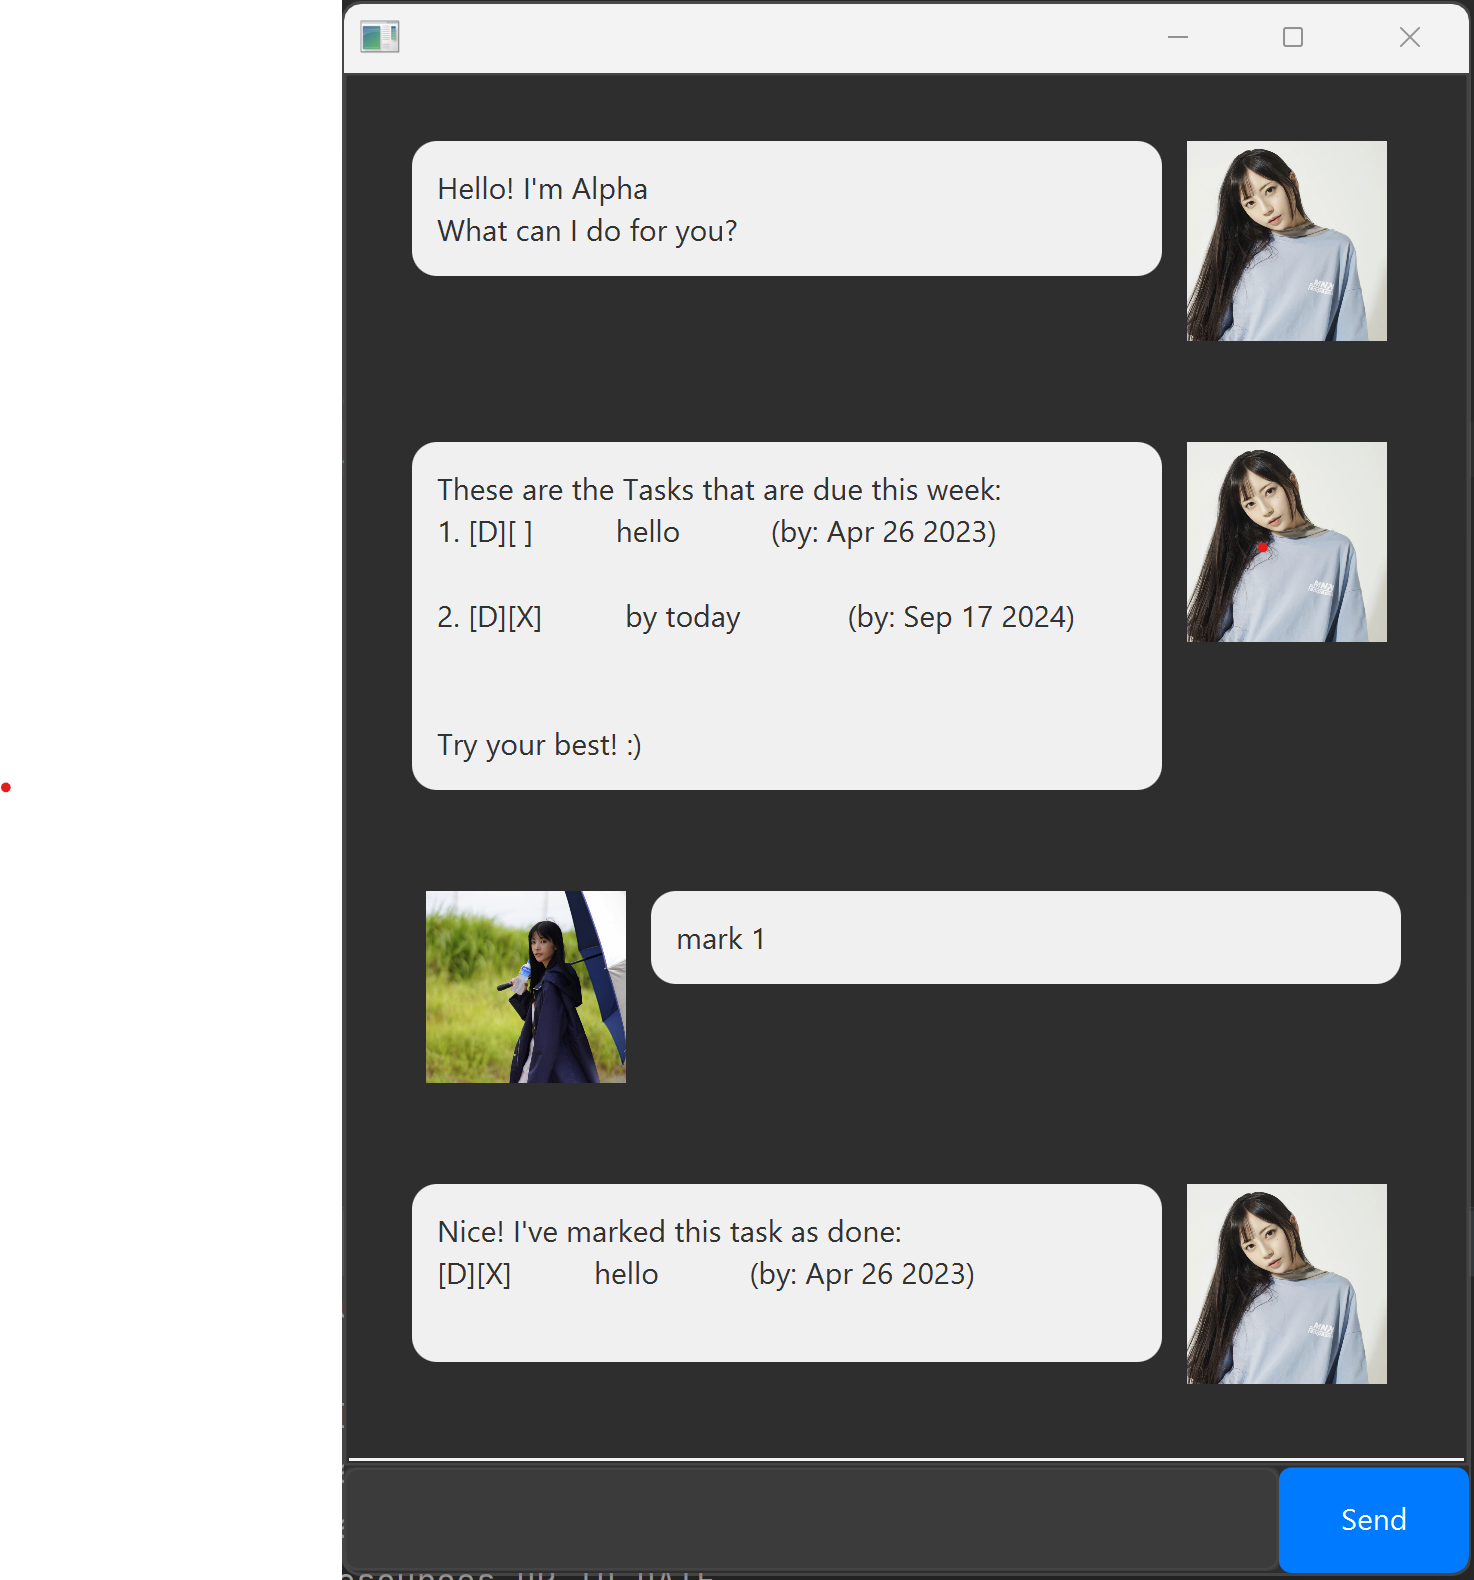 Hello! I'm Alpha
What can I do for you?
These are the Tasks that are due this week:
1. [D][ ] hello (by: Apr 26 2023)
2. [D][X] by today (by: Sep 17 2024)
Try your best! :)
mark 1
Nice! I've marked this task as done:
[D][X] hello (by: Apr 26 2023)
Send